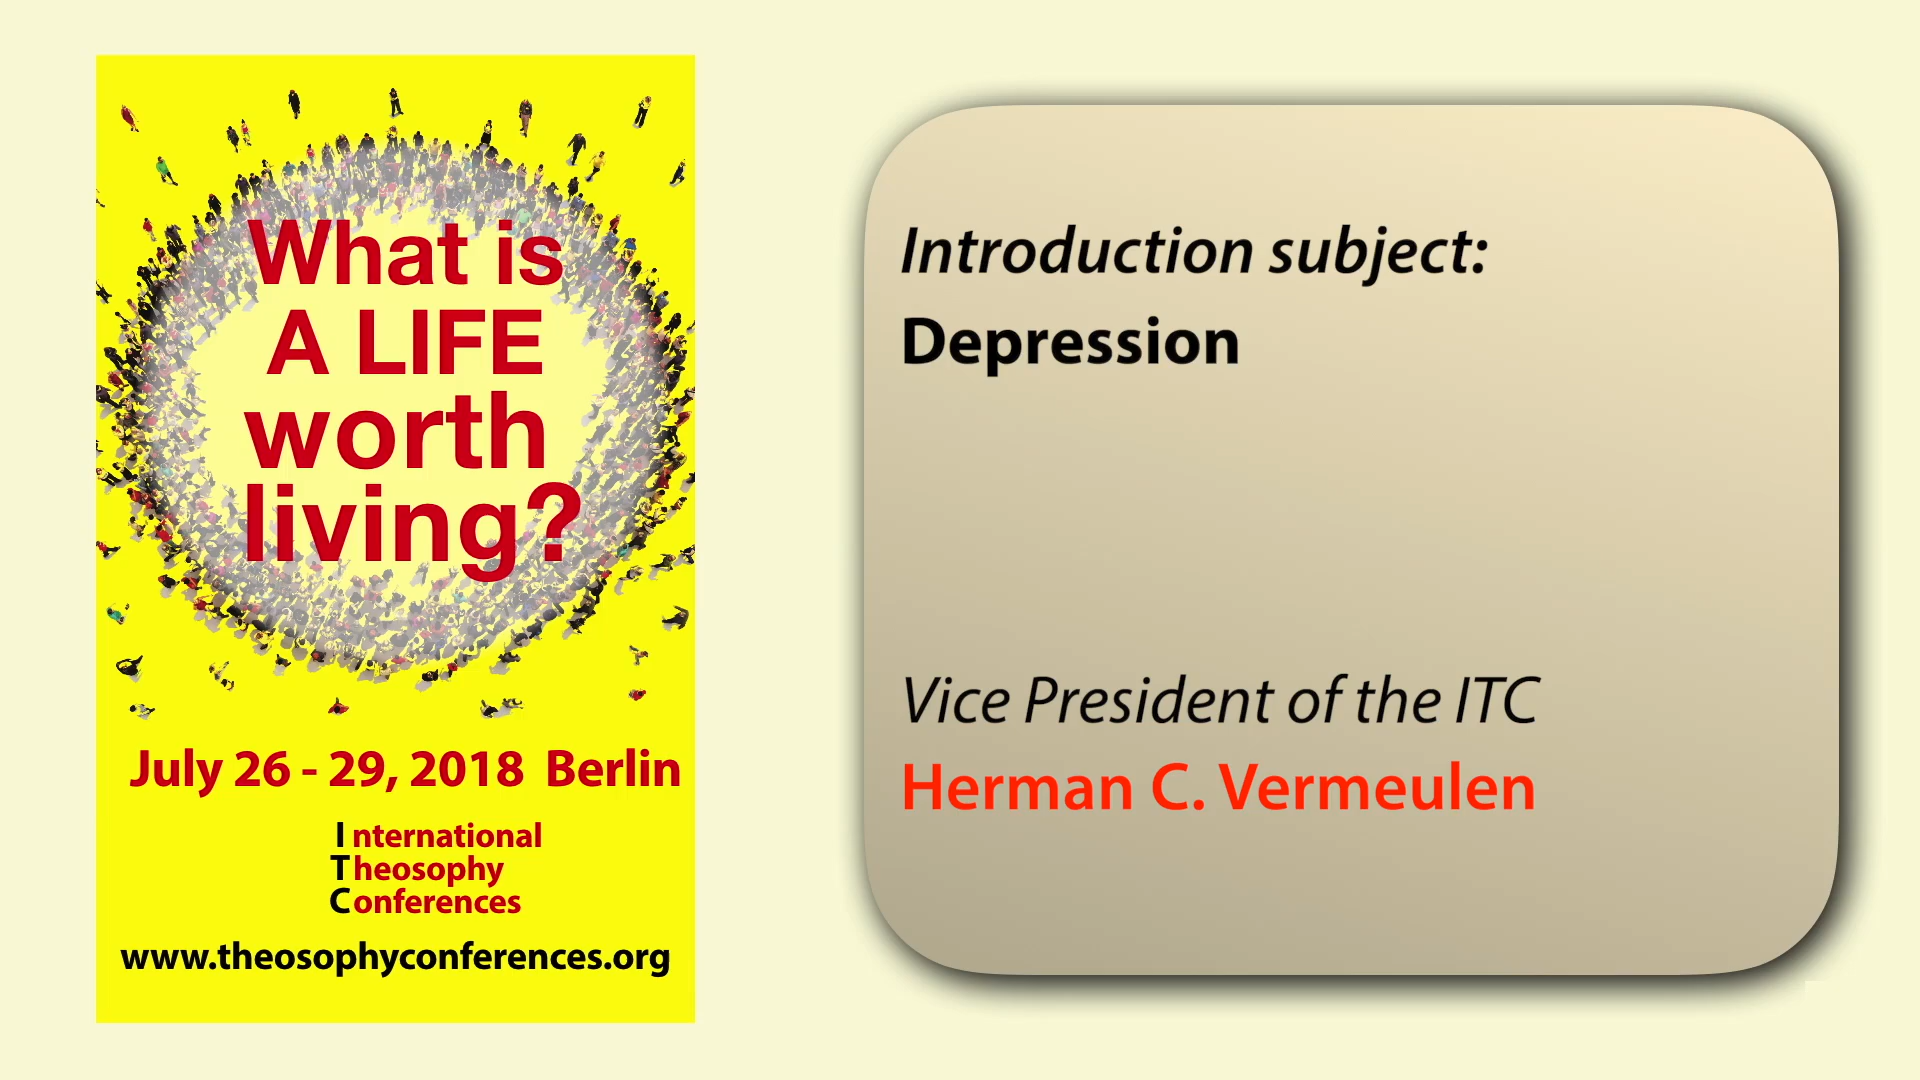 What is
A LIFE
worth
living?
July 26 - 29, 2018 Berlin
International
Theosophy
Conferences
www.theosophyconferences.org
Introduction subject:
Depression
Vice President of the ITC
Herman C. Vermeulen